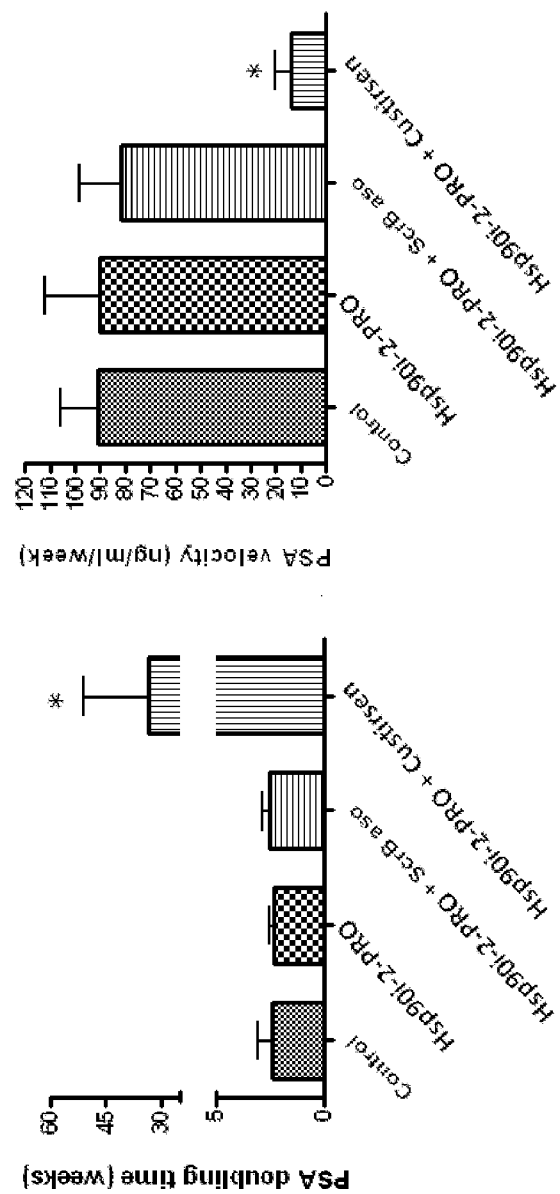 PSA doubling time (weeks)
60
30
5
0
*
Control
Hsp90i-2-PRO
Hsp90i-2-PRO + ScrB aso
Hsp90i-2-PRO + Custirsen
PSA velocity (ng/ml/week)
120
110
100
90
80
70
60
50
40
30
20
10
0
*
Control
Hsp90i-2-PRO
Hsp90i-2-PRO + ScrB aso
Hsp90i-2-PRO + Custirsen